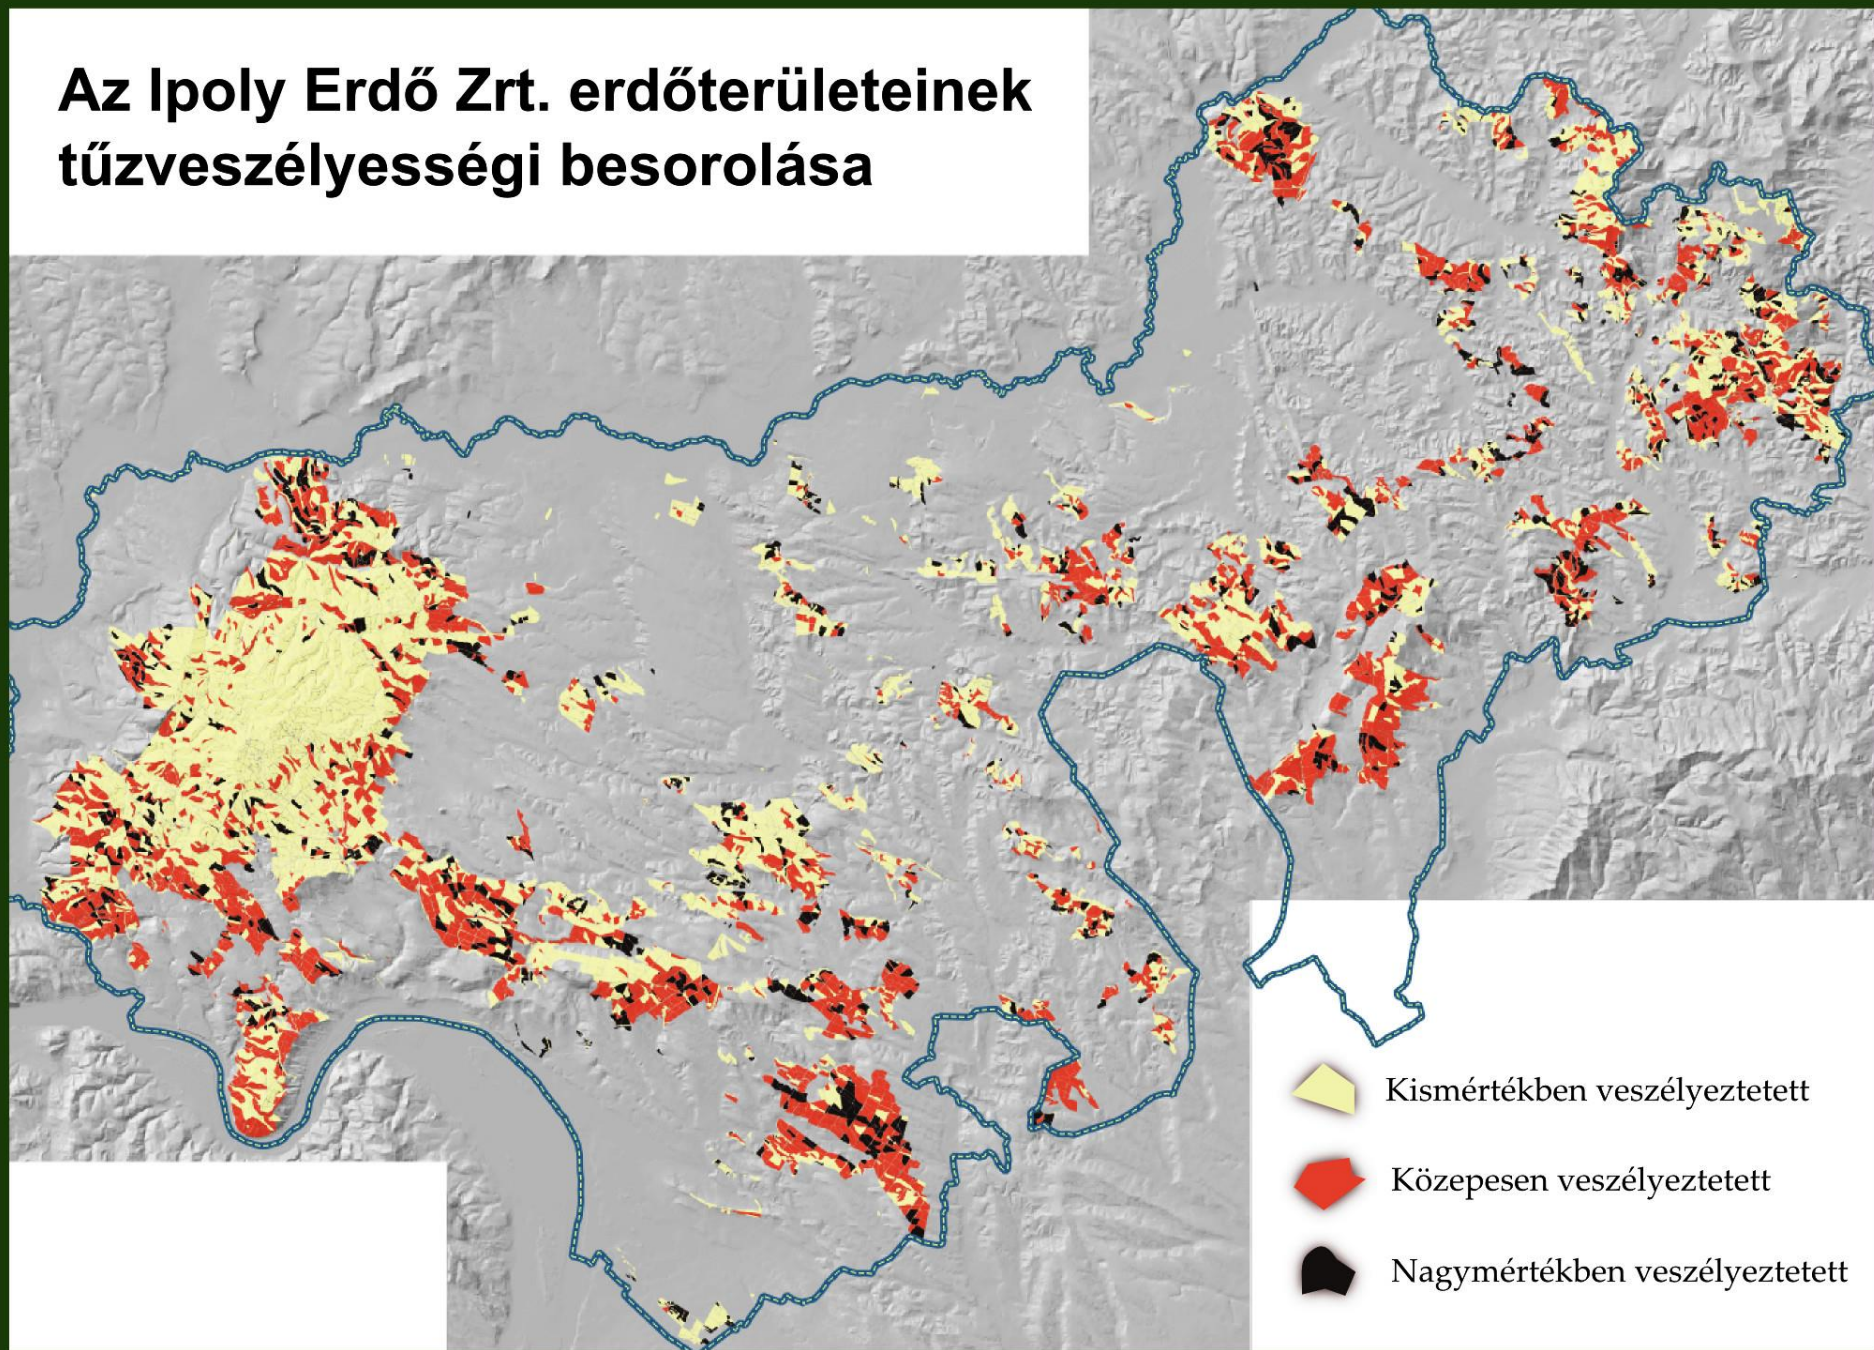 Az Ipoly Erdő Zrt. erdőterületeinek
tűzveszélyességi besorolása
Kismértékben veszélyeztetett
Közepesen veszélyeztetett
Nagymértékben veszélyeztetett